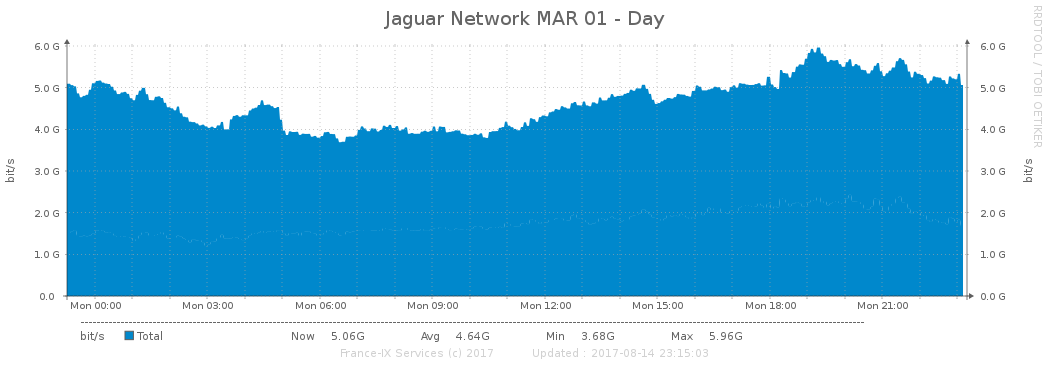 Jaguar Network MAR 01 - Day
RRDTOOL / TOBI OETIKER
6.0 G 6.0 G
5.0 G 5.0 G
4.0 G 4.0 G
3.0 G 3.0 G
2.0 G 2.0 G
1.0 G 1.0 G
0.0 0.0 G
bit/s bit/s
Mon 00:00 Mon 03:00 Mon 06:00 Mon 09:00 Mon 12:00 Mon 15:00 Mon 18:00 Mon 21:00
bit/s Total Now 5.06G Avg 4.64G Min 3.68G Max 5.96G
France-IX Services (c) 2017 Updated : 2017-08-14 23:15:03